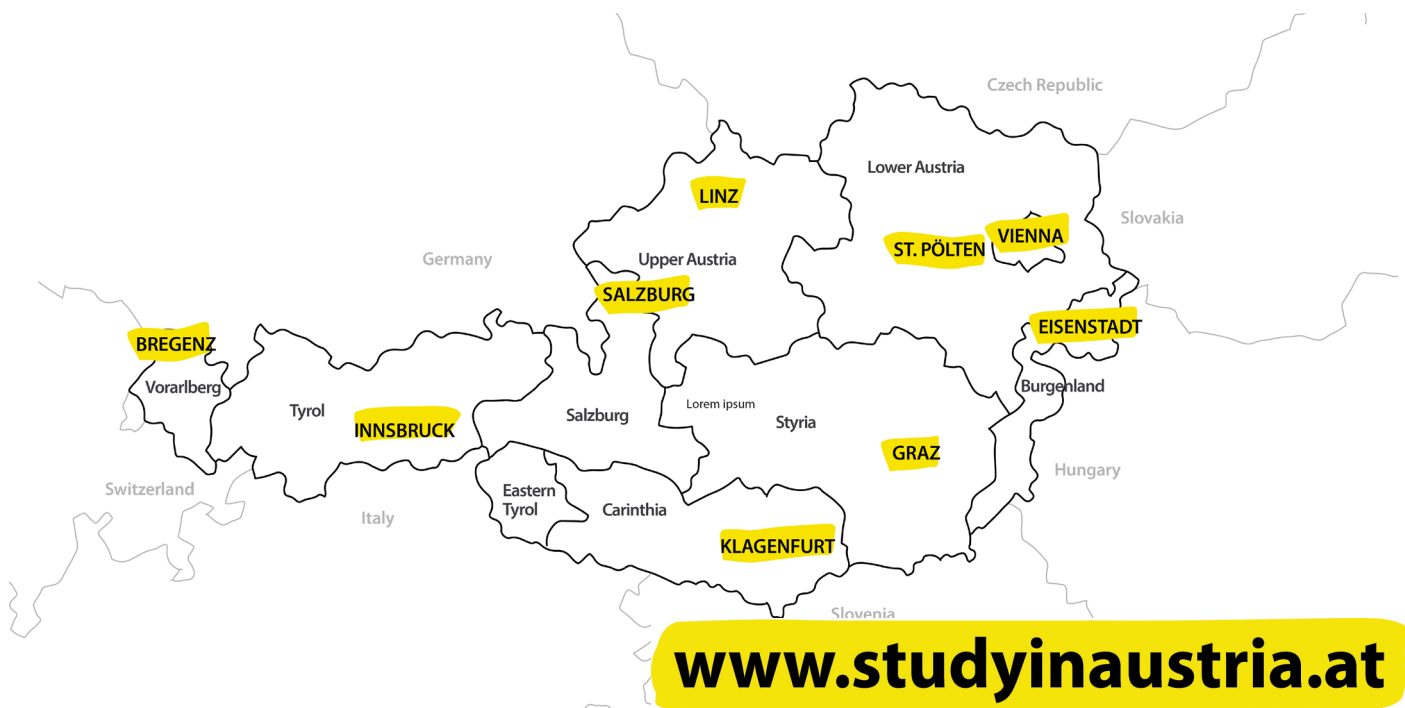 Czech Republic
Lower Austria
LINZ
Slovakia
VIENNA
ST. PÖLTEN
Germany
Upper Austria
SALZBURG
EISENSTADT
BREGENZ
Vorarlberg
Burgenland
Tyrol
Lorem ipsum
Salzburg
Styria
INNSBRUCK
GRAZ
Hungary
Switzerland
Eastern
Tyrol
Carinthia
Italy
KLAGENFURT
Slovenia
www.studyinaustria.at